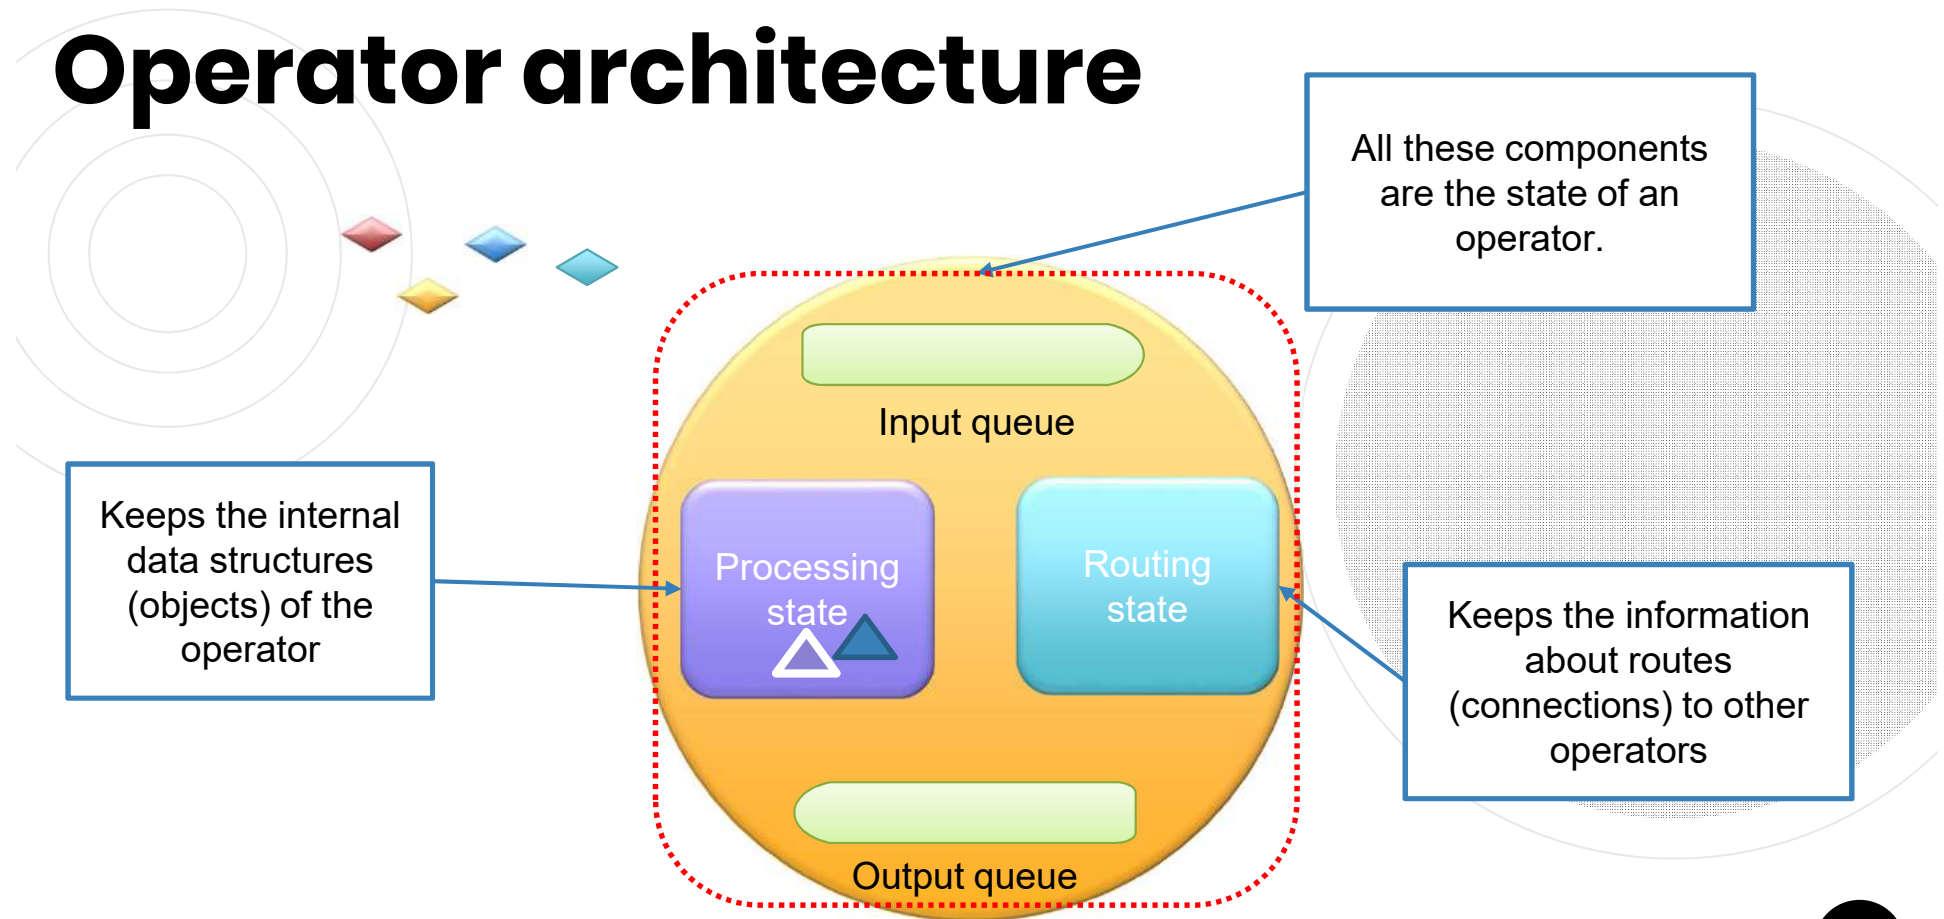 Operator architecture
All these components
are the state of an
operator.
Input queue
Keeps the internal
data structures
(objects) of the
operator
Processing
state
Routing
state
Keeps the information
about routes
(connections) to other
operators
Output queue